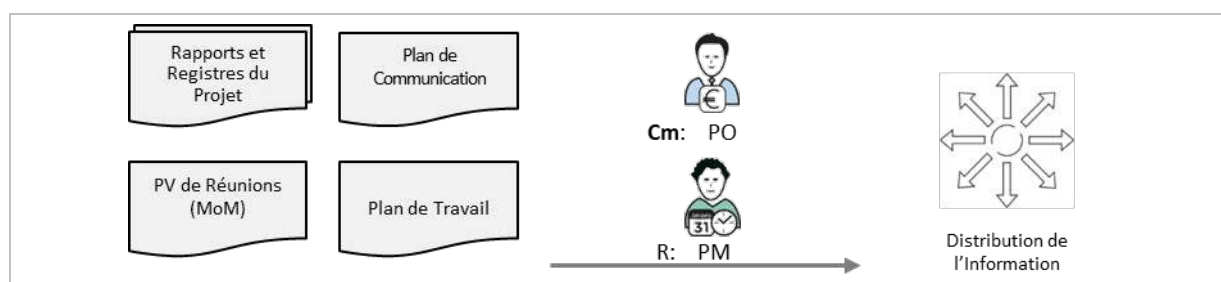 Rapports et
Registres du
Projet
Plan de
Communication
PV de Réunions
(MoM)
Plan de Travail
€
Cm: PO
31
R: PM
Distribution de
l'Information